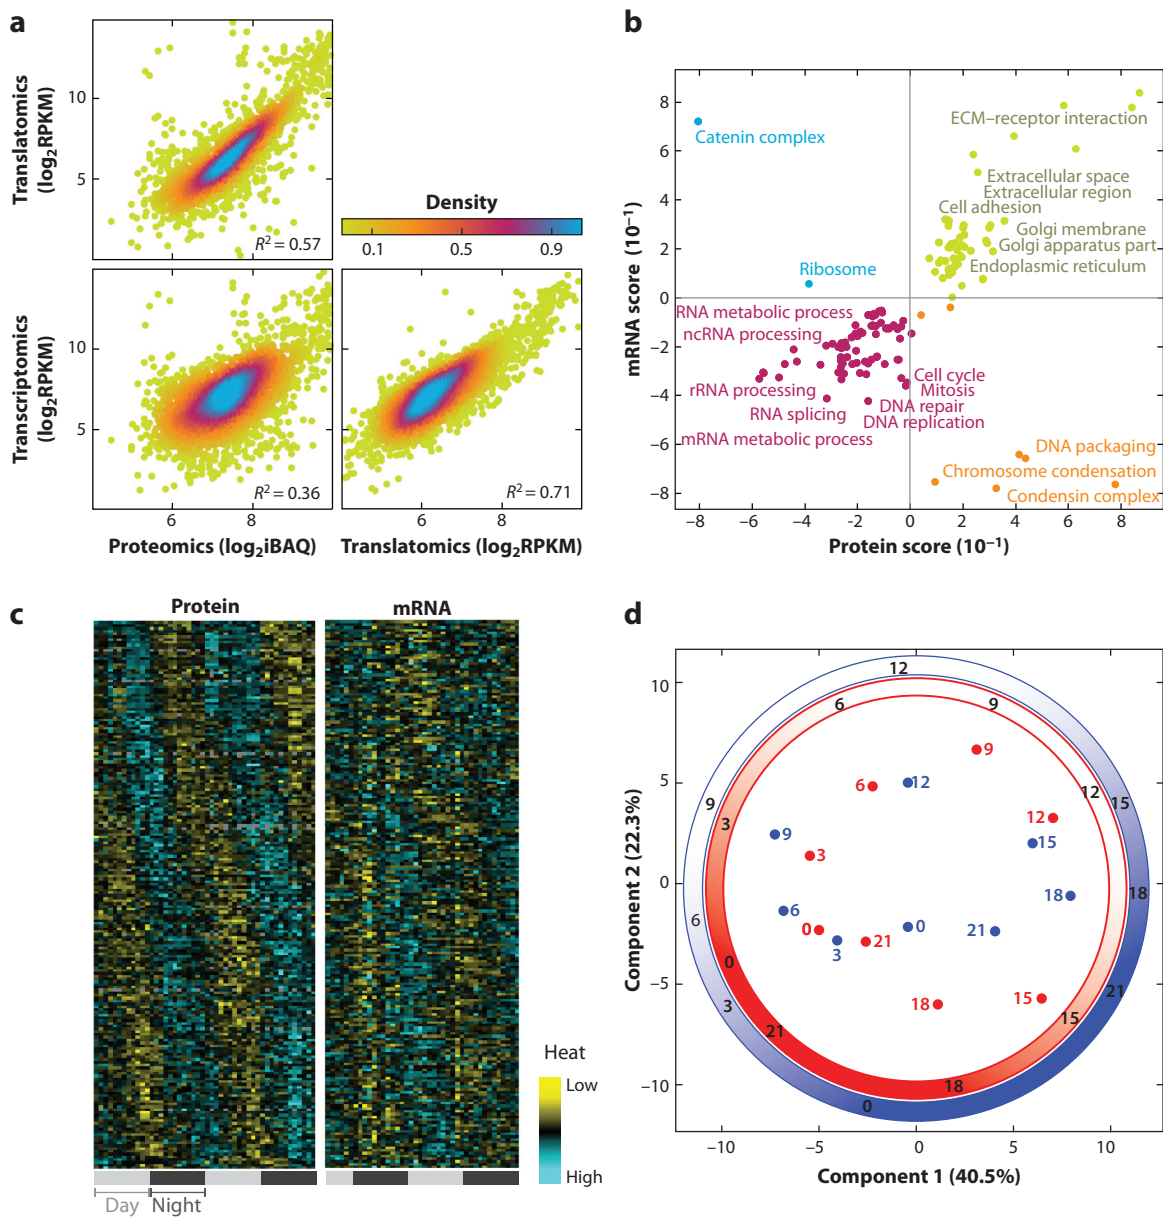 a
Translatomics
(log2RPKM)
10
5
R2 = 0.57
Density
0.1
0.5
0.9
Transcriptomics
(log2RPKM)
10
5
R2 = 0.36
6
8
Proteomics (log2iBAQ)
R2 = 0.71
6
8
10
Translatomics (log2RPKM)
b
mRNA score (10−1)
8
6
4
2
0
−2
−4
−6
−8
Catenin complex
ECM–receptor interaction
Extracellular space
Extracellular region
Cell adhesion
Golgi membrane
Golgi apparatus part
Endoplasmic reticulum
Ribosome
RNA metabolic process
ncRNA processing
rRNA processing
RNA splicing
mRNA metabolic process
Cell cycle
Mitosis
DNA repair
DNA replication
DNA packaging
Chromosome condensation
Condensin complex
−8
−6
−4
−2
0
2
4
6
8
Protein score (10−1)
c
Protein
mRNA
Day
Night
Heat
Low
High
d
Component 2 (22.3%)
10
5
0
−5
−10
12
9
6
3
0
15
18
21
6
9
12
3
0
21
18
15
9
6
12
12
15
9
3
18
6
0
3
21
0
21
18
15
−10
−5
0
5
10
Component 1 (40.5%)